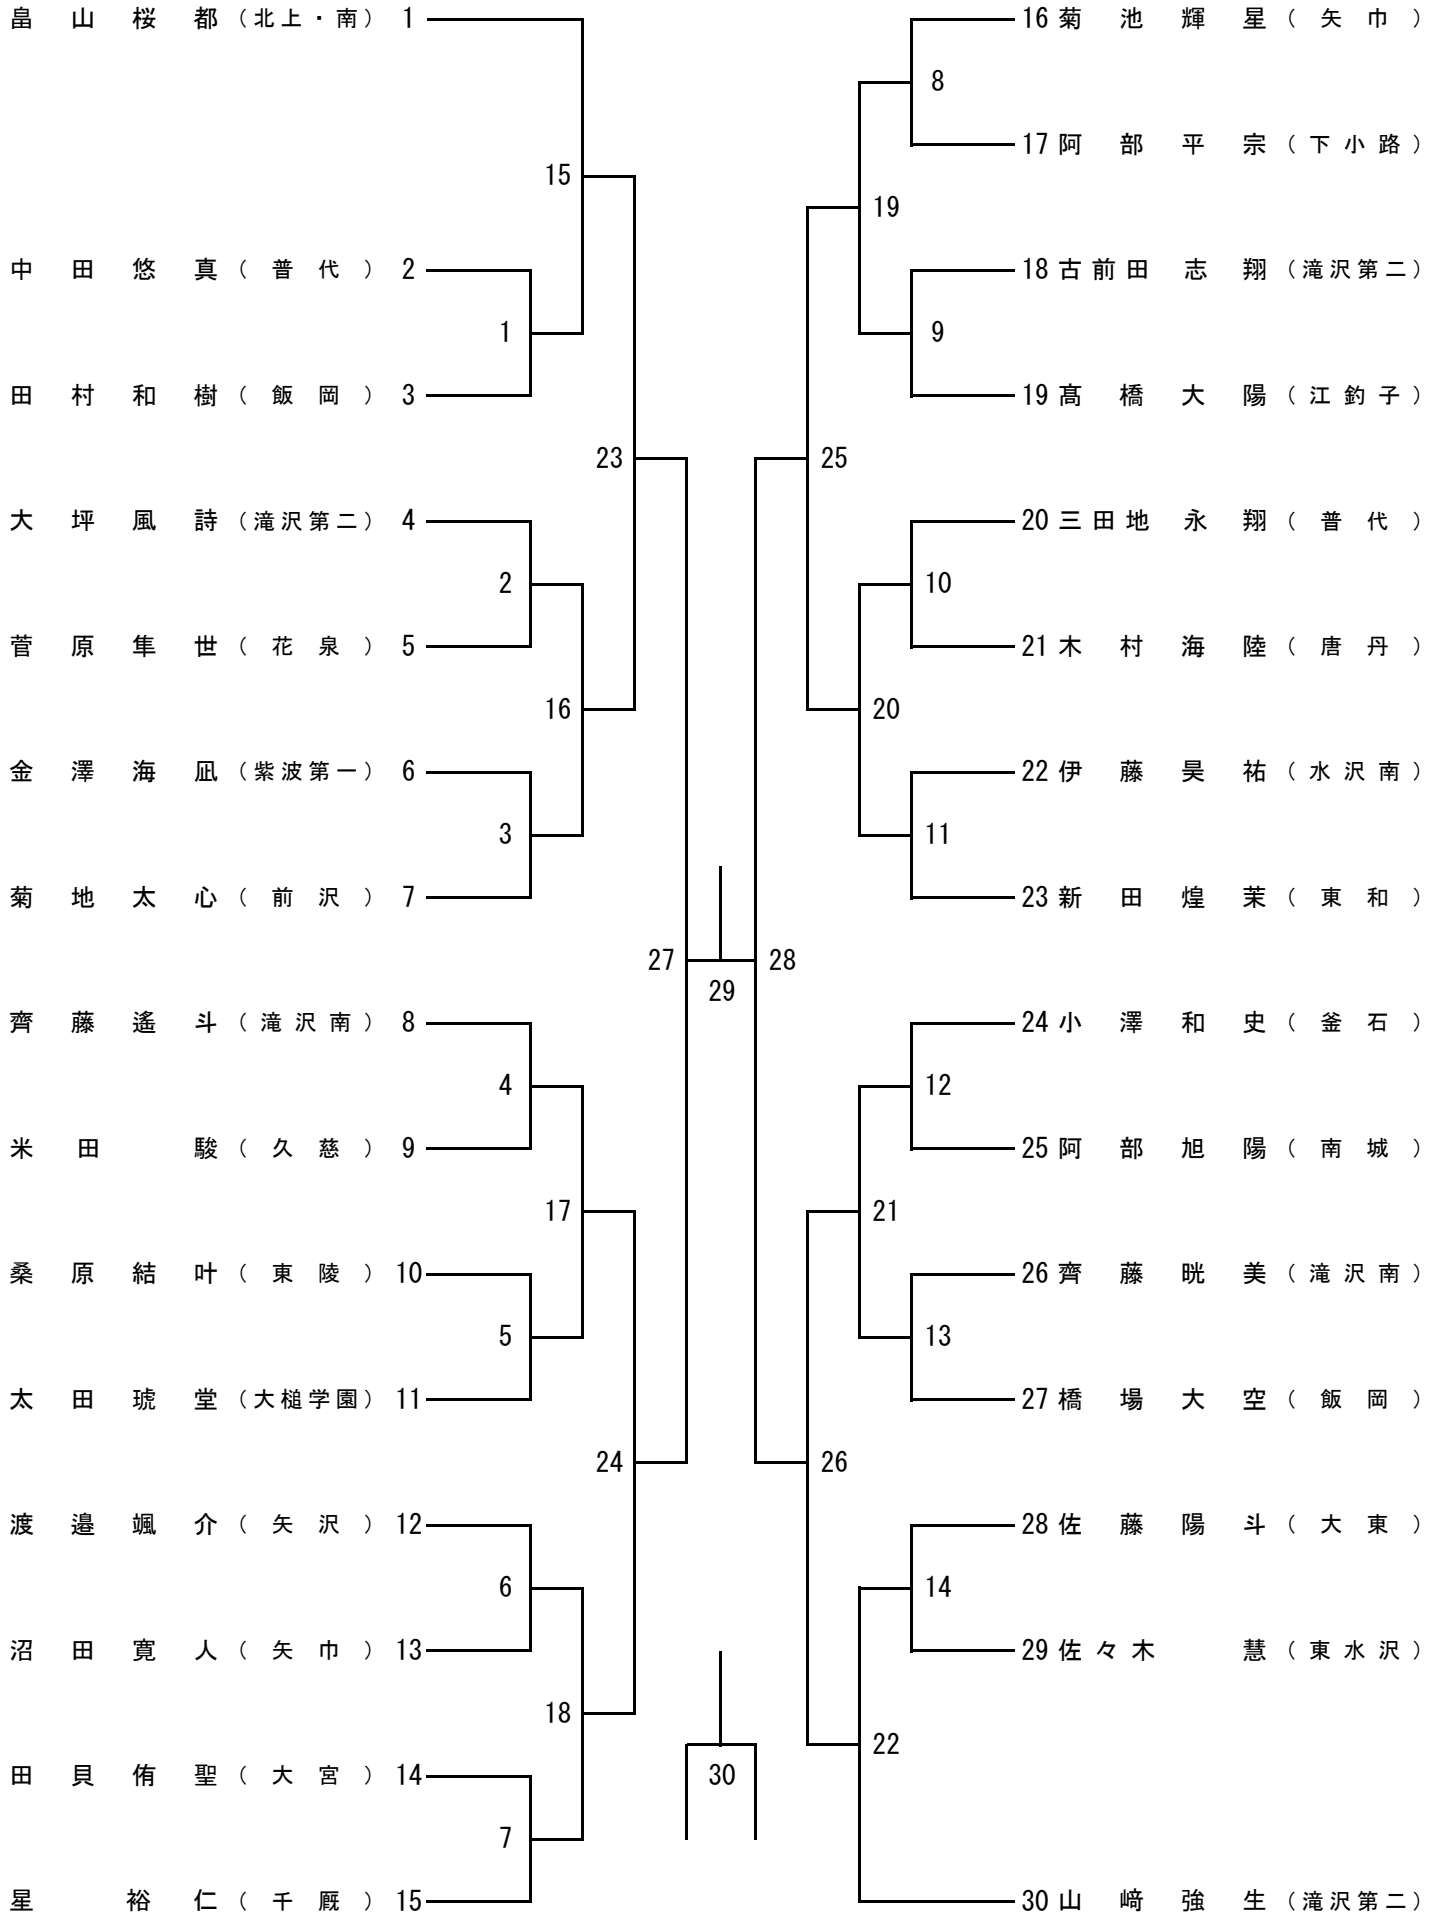 畠山桜都（北上・南） 1
15
中田悠真（普代） 2
1
田村和樹（飯岡） 3
23
大坪風詩（滝沢第二） 4
2
菅原隼世（花泉） 5
16
金澤海凪（紫波第一） 6
3
菊地太心（前沢） 7
27
齊藤遙斗（滝沢南） 8
4
米田駿（久慈） 9
17
桑原結叶（東陵） 10
5
太田琥堂（大槌学園） 11
24
渡邉颯介（矢沢） 12
6
沼田寛人（矢巾） 13
18
田貝侑聖（大宮） 14
7
星裕仁（千厩） 15
29
30
16 菊池輝星（矢巾）
8
17 阿部平宗（下小路）
19
18 古前田志翔（滝沢第二）
9
19 髙橋大陽（江釣子）
25
20 三田地永翔（普代）
10
21 木村海陸（唐丹）
20
22 伊藤昊祐（水沢南）
11
23 新田煌茉（東和）
28
24 小澤和史（釜石）
12
25 阿部旭陽（南城）
21
26 齊藤晄美（滝沢南）
13
27 橋場大空（飯岡）
26
28 佐藤陽斗（大東）
14
29 佐々木慧（東水沢）
22
30 山﨑強生（滝沢第二）